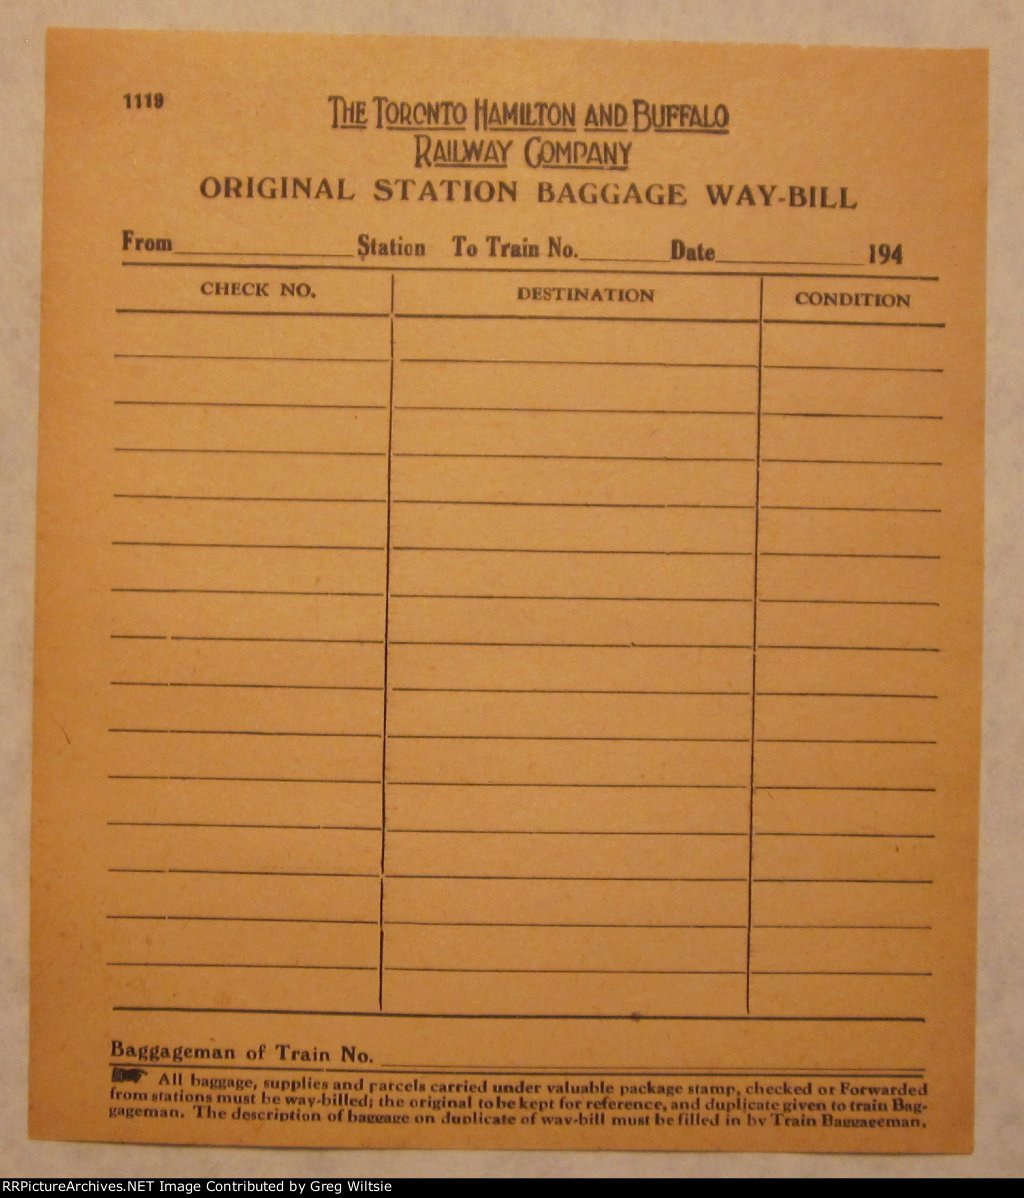 1119
THE TORONTO HAMILTON AND BUFFALO
RAILWAY COMPANY
ORIGINAL STATION BAGGAGE WAY-BILL
From____________Station To Train No.______Date__________194
CHECK NO. DESTINATION CONDITION
Baggageman of Train No.
All baggage, supplies and parcels carried under valuable package stamp, checked or Forwarded
from stations must be way-billed; the original to be kept for reference, and duplicate given to train Bag-
gageman. The description of baggage on duplicate of way-bill must be filled in by Train Baggageman.
RRPictureArchives.NET Image Contributed by Greg Wiltsie